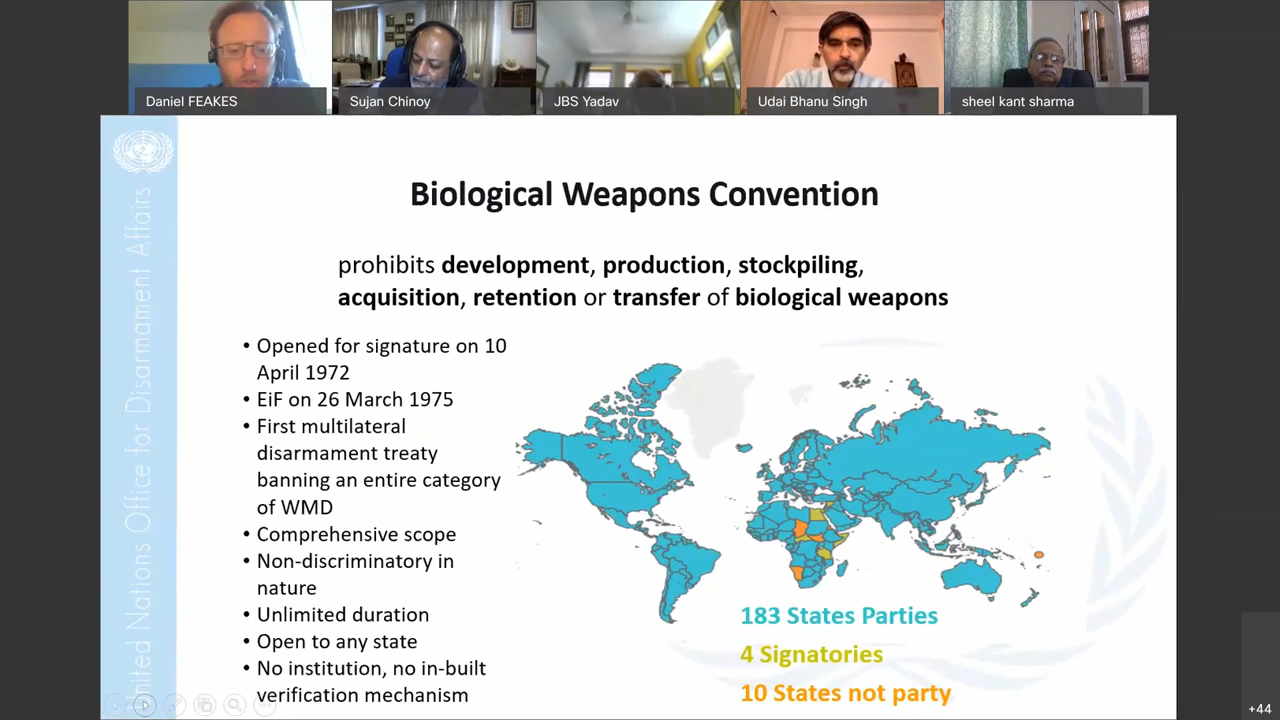 Daniel FEAKES
Sujan Chinoy
JBS Yadav
Udai Bhanu Singh
sheel kant sharma
United Nations Office for Disarmament Affairs
Biological Weapons Convention
prohibits development, production, stockpiling,
acquisition, retention or transfer of biological weapons
• Opened for signature on 10
April 1972
• EiF on 26 March 1975
• First multilateral
disarmament treaty
banning an entire category
of WMD
• Comprehensive scope
• Non-discriminatory in
nature
• Unlimited duration
• Open to any state
• No institution, no in-built
verification mechanism
183 States Parties
4 Signatories
10 States not party
+44